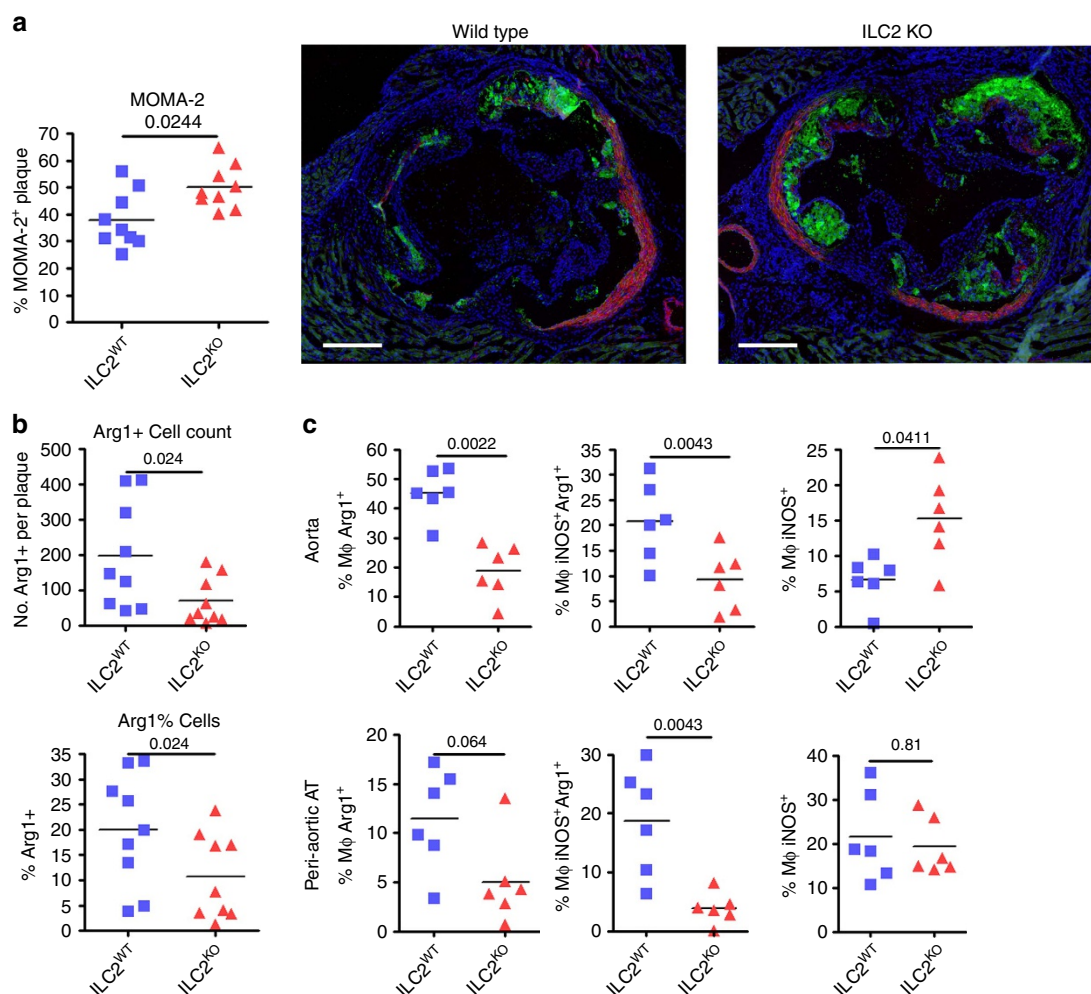 a
Wild type
ILC2 KO
MOMA-2
0.0244
% MOMA-2⁺ plaque
70
60
50
40
30
20
10
0
ILC2ᵂᵀ
ILC2ᴷᴼ
b
Arg1+ Cell count
0.024
No. Arg1+ per plaque
500
400
300
200
100
0
ILC2ᵂᵀ
ILC2ᴷᴼ
Arg1% Cells
0.024
% Arg1+
35
30
25
20
15
10
5
0
ILC2ᵂᵀ
ILC2ᴷᴼ
c
Aorta
% Mϕ Arg1⁺
60
50
40
30
20
10
0
0.0022
ILC2ᵂᵀ
ILC2ᴷᴼ
% Mϕ iNOS⁺Arg1⁺
35
30
25
20
15
10
5
0
0.0043
ILC2ᵂᵀ
ILC2ᴷᴼ
% Mϕ iNOS⁺
25
20
15
10
5
0
0.0411
ILC2ᵂᵀ
ILC2ᴷᴼ
Peri-aortic AT
% Mϕ Arg1⁺
20
15
10
5
0
0.064
ILC2ᵂᵀ
ILC2ᴷᴼ
% Mϕ iNOS⁺Arg1⁺
30
20
10
0
0.0043
ILC2ᵂᵀ
ILC2ᴷᴼ
% Mϕ iNOS⁺
40
30
20
10
0
0.81
ILC2ᵂᵀ
ILC2ᴷᴼ